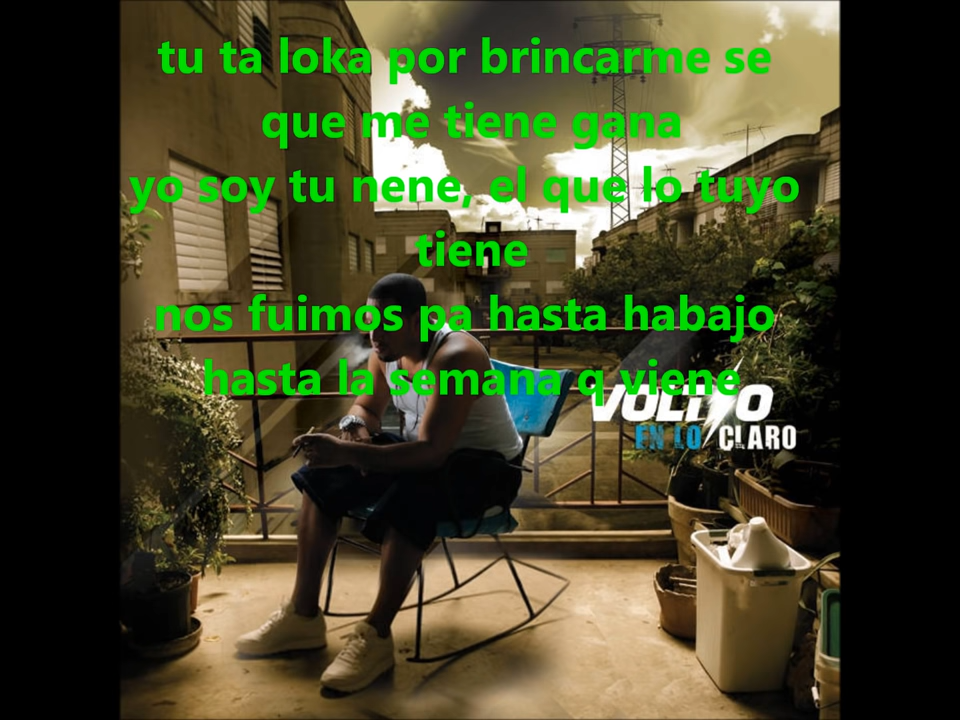 tu ta loka por brincarme se
que me tiene gana
yo soy tu nene, el que lo tuyo
tiene
nos fuimos pa hasta habajo
hasta la semana q viene
VOLTIO
EN LO CLARO